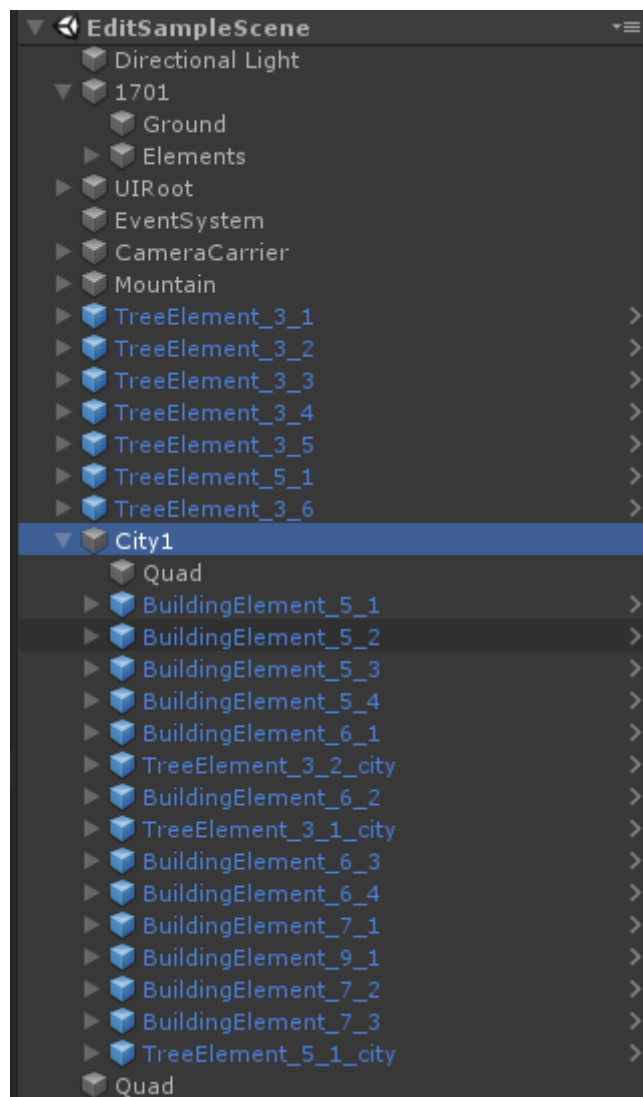 EditSampleScene
Directional Light
1701
Ground
Elements
UIRoot
EventSystem
CameraCarrier
Mountain
TreeElement_3_1
TreeElement_3_2
TreeElement_3_3
TreeElement_3_4
TreeElement_3_5
TreeElement_5_1
TreeElement_3_6
City1
Quad
BuildingElement_5_1
BuildingElement_5_2
BuildingElement_5_3
BuildingElement_5_4
BuildingElement_6_1
TreeElement_3_2_city
BuildingElement_6_2
TreeElement_3_1_city
BuildingElement_6_3
BuildingElement_6_4
BuildingElement_7_1
BuildingElement_9_1
BuildingElement_7_2
BuildingElement_7_3
TreeElement_5_1_city
Quad